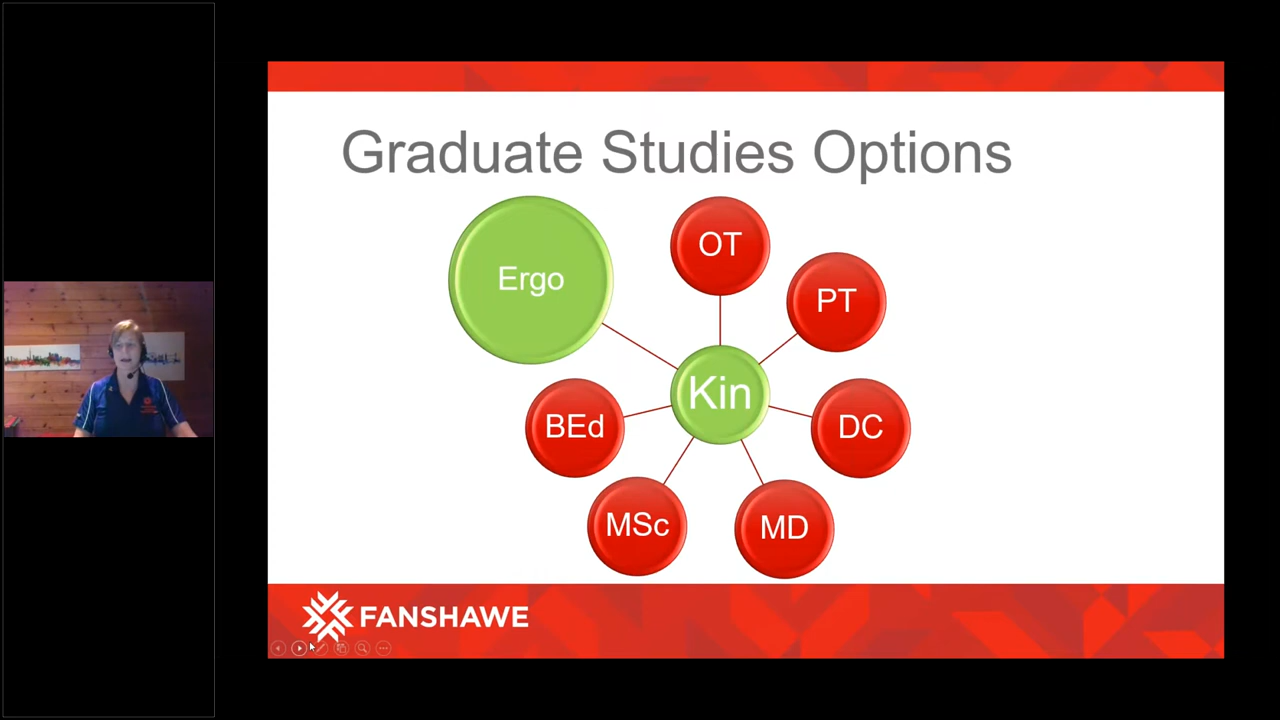 Graduate Studies Options
Ergo
OT
PT
Kin
BEd
DC
MSc
MD
FANSHAWE